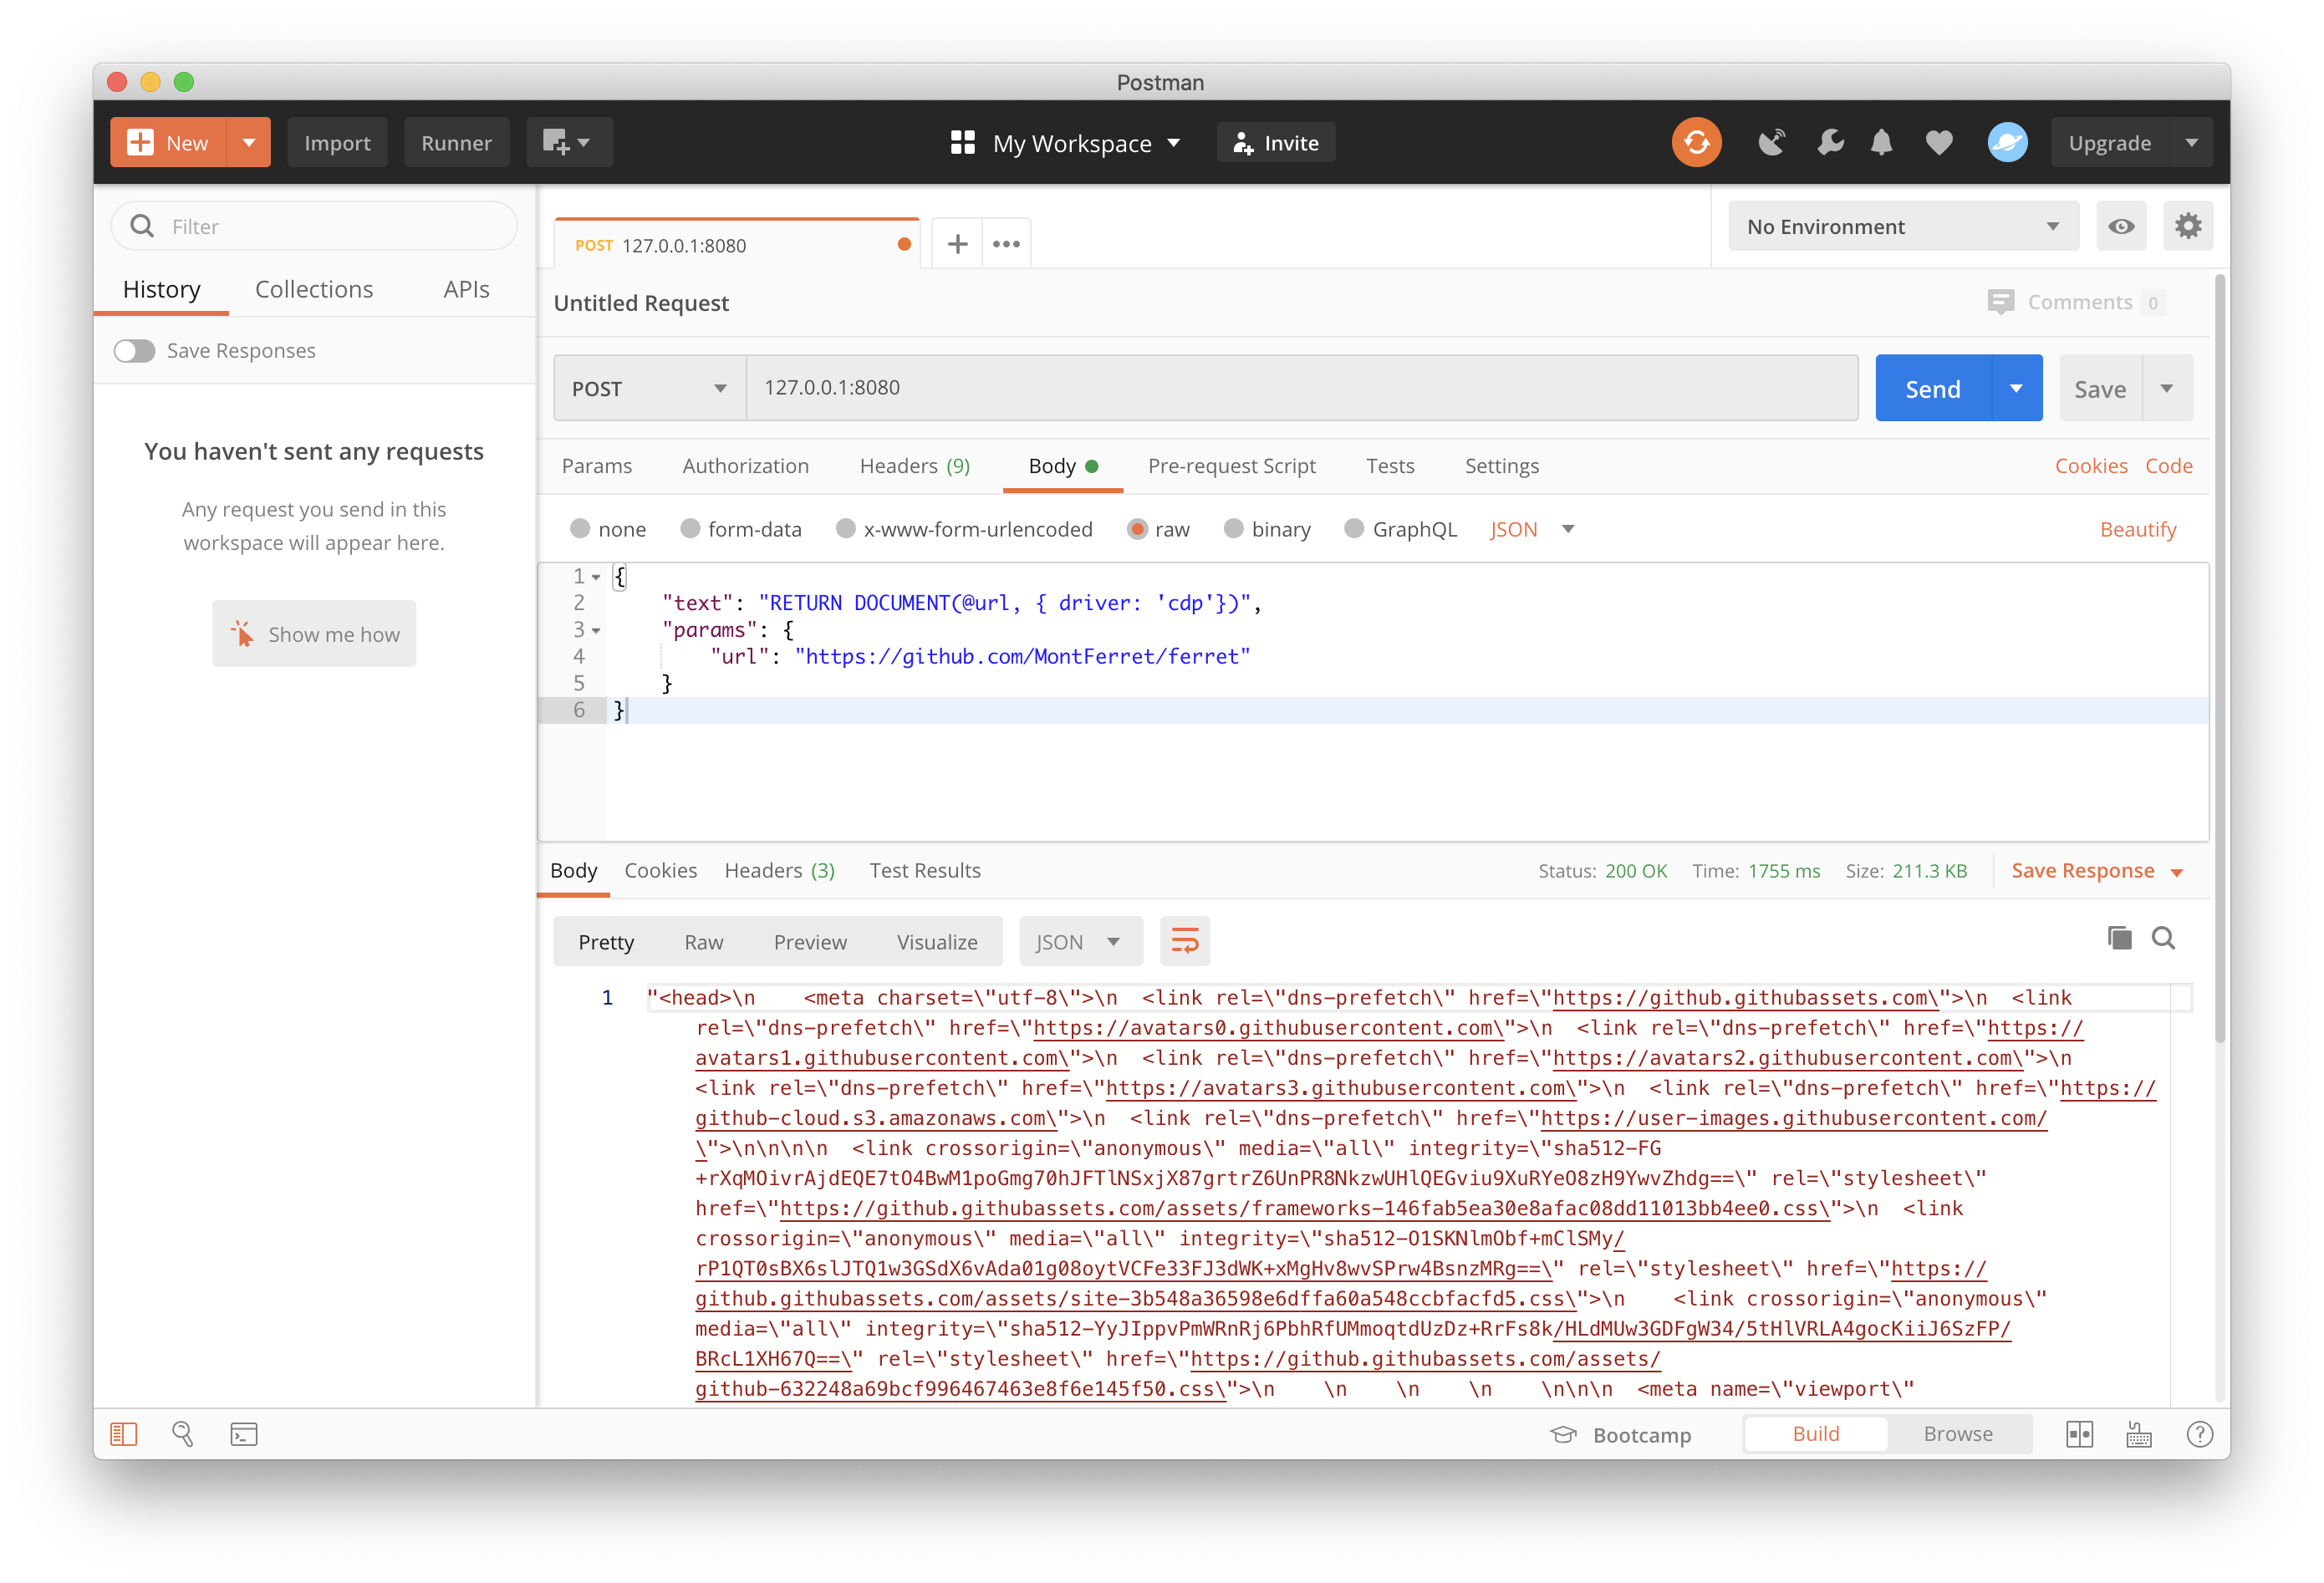 Postman
New
Import
Runner
My Workspace
Invite
Upgrade
Filter
History
Collections
APIs
Save Responses
You haven't sent any requests
Any request you send in this
workspace will appear here.
Show me how
POST 127.0.0.1:8080
No Environment
Untitled Request
Comments 0
POST
127.0.0.1:8080
Send
Save
Params
Authorization
Headers (9)
Body
Pre-request Script
Tests
Settings
Cookies
Code
none
form-data
x-www-form-urlencoded
raw
binary
GraphQL
JSON
Beautify
1 {
2 "text": "RETURN DOCUMENT(@url, { driver: 'cdp'})",
3 "params": {
4 "url": "https://github.com/MontFerret/ferret"
5 }
6 }
Body
Cookies
Headers (3)
Test Results
Status: 200 OK
Time: 1755 ms
Size: 211.3 KB
Save Response
Pretty
Raw
Preview
Visualize
JSON
1 "<head>\n    <meta charset=\"utf-8\">\n  <link rel=\"dns-prefetch\" href=\"https://github.githubassets.com\">\n  <link
rel=\"dns-prefetch\" href=\"https://avatars0.githubusercontent.com\">\n  <link rel=\"dns-prefetch\" href=\"https://
avatars1.githubusercontent.com\">\n  <link rel=\"dns-prefetch\" href=\"https://avatars2.githubusercontent.com\">\n
<link rel=\"dns-prefetch\" href=\"https://avatars3.githubusercontent.com\">\n  <link rel=\"dns-prefetch\" href=\"https://
github-cloud.s3.amazonaws.com\">\n  <link rel=\"dns-prefetch\" href=\"https://user-images.githubusercontent.com/
\">\n\n\n\n  <link crossorigin=\"anonymous\" media=\"all\" integrity=\"sha512-FG
+rXqMOivrAjdEQE7tO4BwM1poGmg70hJFTlNSxjX87grtrZ6UnPR8NkzwUHlQEGviu9XuRYeO8zH9YwvZhdg==\" rel=\"stylesheet\"
href=\"https://github.githubassets.com/assets/frameworks-146fab5ea30e8afac08dd11013bb4ee0.css\">\n  <link
crossorigin=\"anonymous\" media=\"all\" integrity=\"sha512-O1SKNlmObf+mClSMy/
rP1QT0sBX6slJTQ1w3GSdX6vAda01g08oytVCFe33FJ3dWK+xMgHv8wvSPrw4BsnzMRg==\" rel=\"stylesheet\" href=\"https://
github.githubassets.com/assets/site-3b548a36598e6dffa60a548ccbfacfd5.css\">\n    <link crossorigin=\"anonymous\"
media=\"all\" integrity=\"sha512-YyJIppvPmWRnRj6PbhRfUMmoqtdUzDz+RrFs8k/HLdMUw3GDFgW34/5tHlVRLA4gocKiiJ6SzFP/
BRcL1XH67Q==\" rel=\"stylesheet\" href=\"https://github.githubassets.com/assets/
github-632248a69bcf996467463e8f6e145f50.css\">\n    \n    \n    \n    \n\n\n  <meta name=\"viewport\"
Bootcamp
Build
Browse